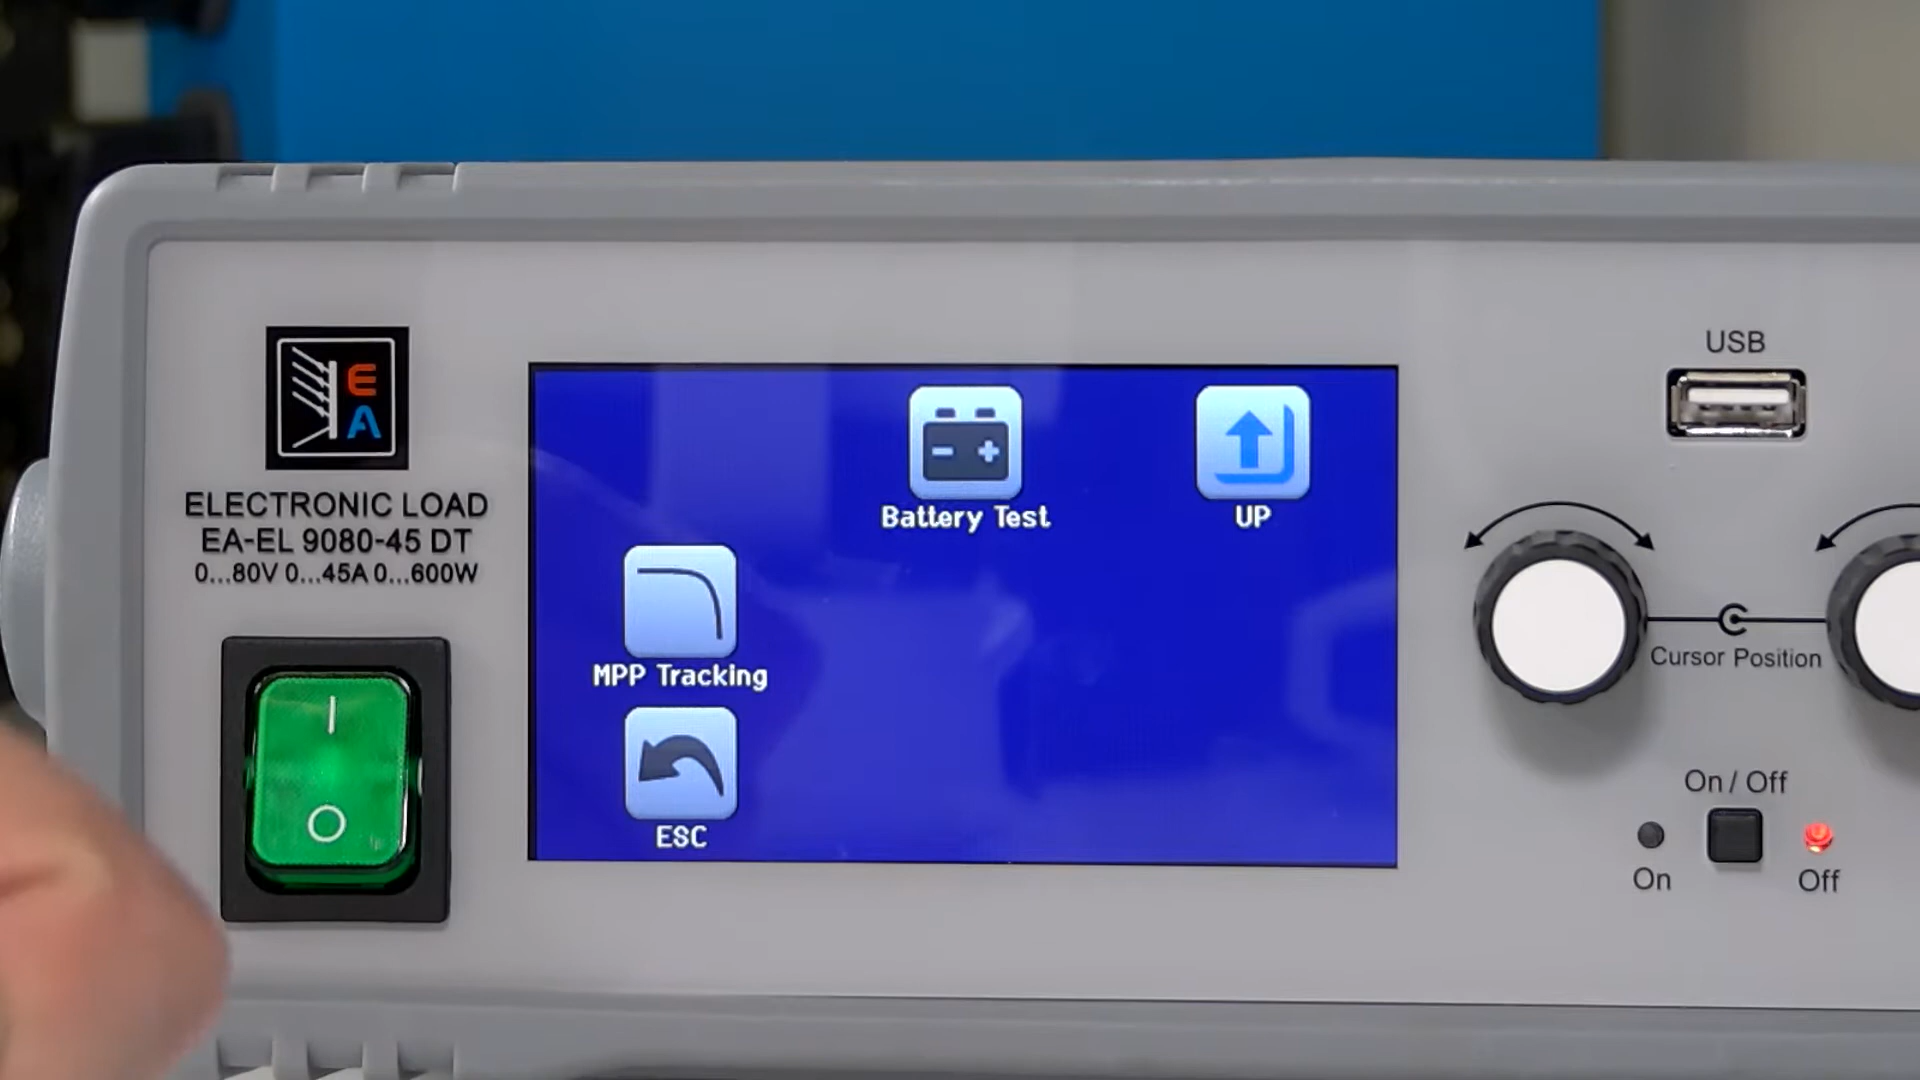 EA
ELECTRONIC LOAD
EA-EL 9080-45 DT
0...80V 0...45A 0...600W
Battery Test
UP
MPP Tracking
ESC
USB
Cursor Position
On / Off
On
Off